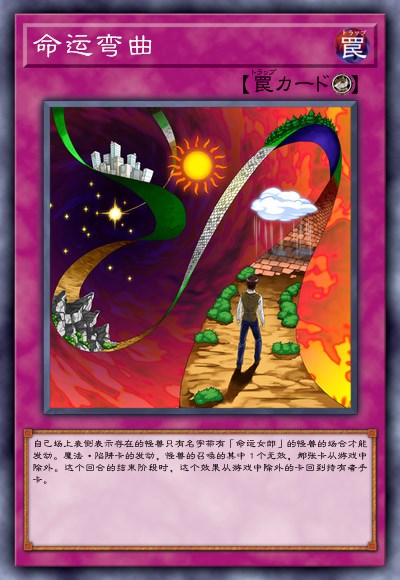 命运弯曲
トラップ
罠
トラップ
【罠カード】
自己场上表侧表示存在的怪兽只有名字带有「命运女郎」的怪兽的场合才能
发动。魔法·陷阱卡的发动，怪兽的召唤的其中1个无效，那张卡从游戏中
除外。这个回合的结束阶段时，这个效果从游戏中除外的卡回到持有者手
卡。